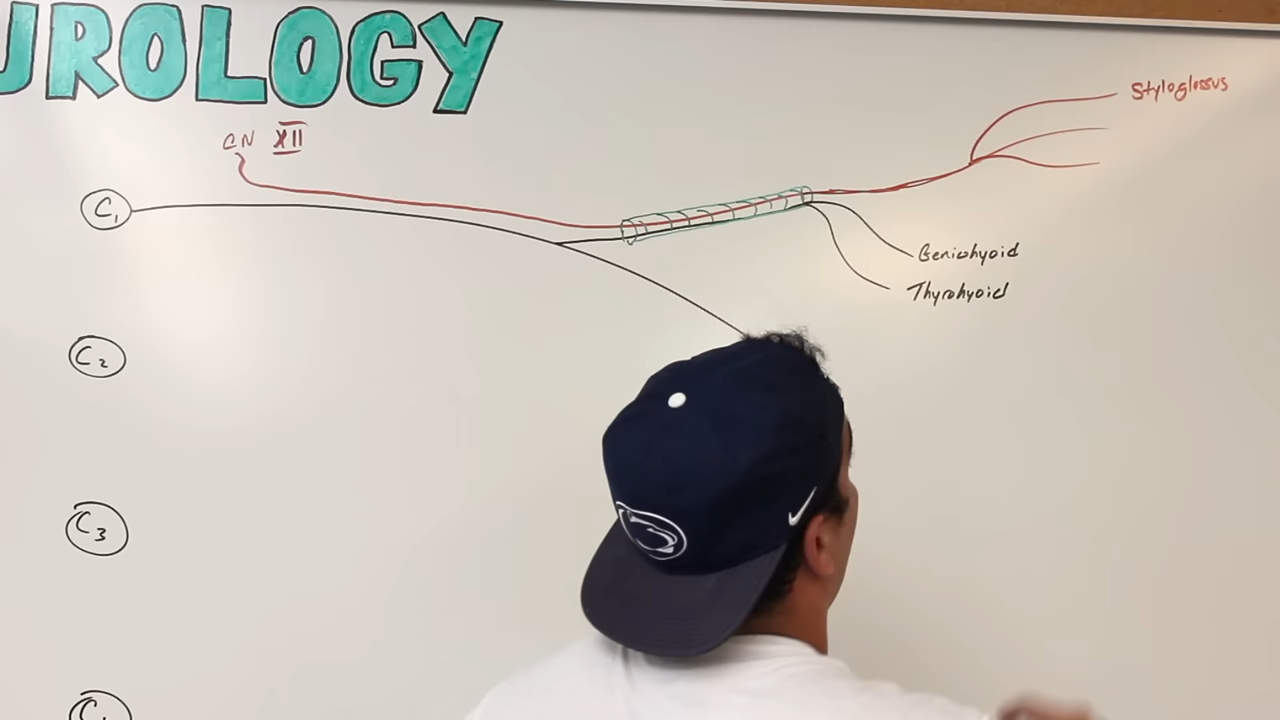 UROLOGY
CN XII
Styloglossus
C1
Geniohyoid
Thyrohyoid
C2
C3